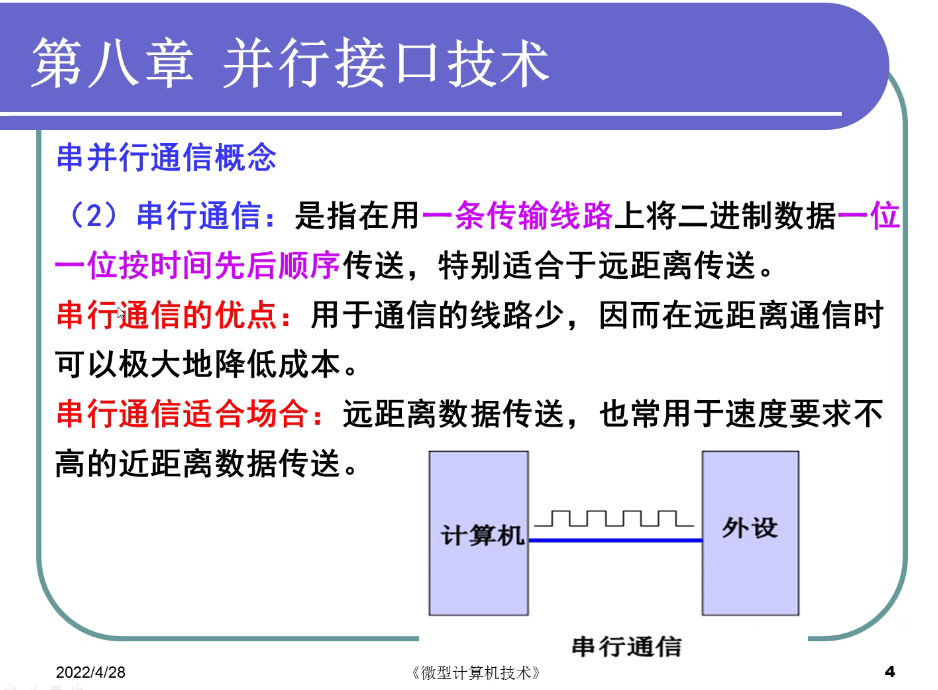 第八章 并行接口技术
串并行通信概念
（2）串行通信：是指在用一条传输线路上将二进制数据一位
一位按时间先后顺序传送，特别适合于远距离传送。
串行通信的优点：用于通信的线路少，因而在远距离通信时
可以极大地降低成本。
串行通信适合场合：远距离数据传送，也常用于速度要求不
高的近距离数据传送。
计算机
外设
串行通信
2022/4/28
《微型计算机技术》
4